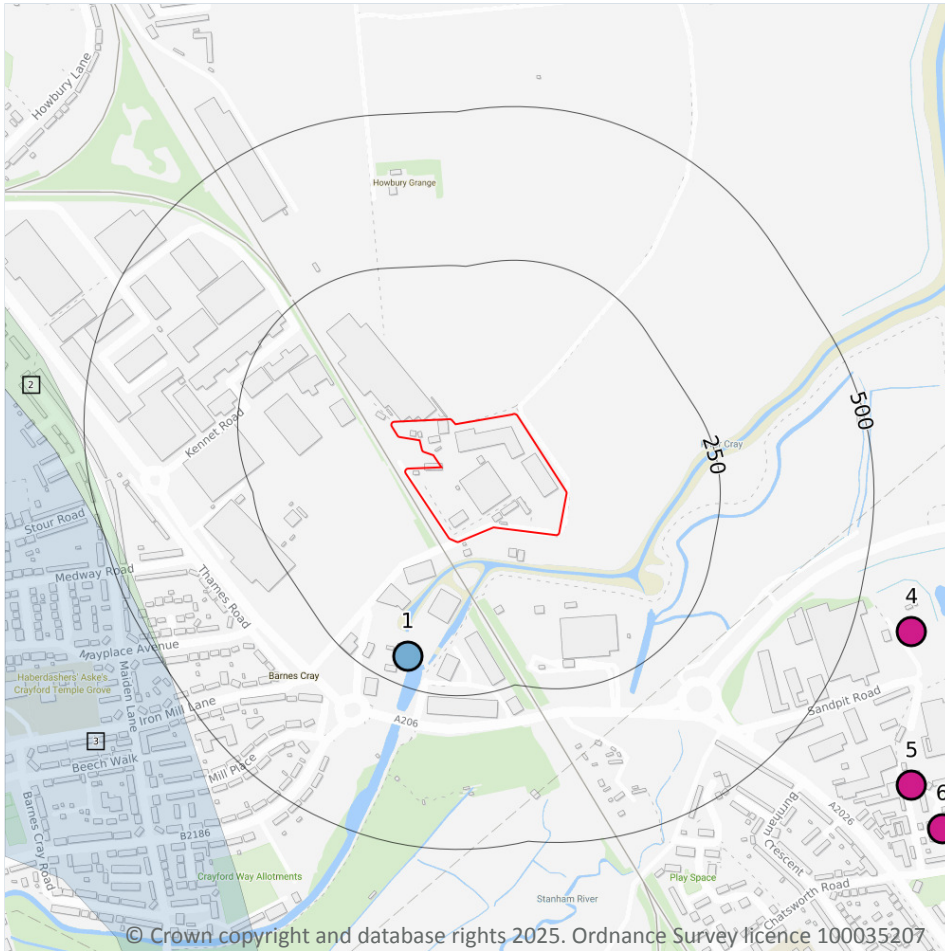 Howbury Lane
Howbury Grange
2
Kennet Road
250
500
Cray
Stour Road
Medway Road
Thames Road
1
4
Mayplace Avenue
Haberdashers' Aske's
Crayford Temple Grove
Maiden Lane
Barnes Cray
Iron Mill Lane
Sandpit Road
A206
3
Beech Walk
Mill Place
5
6
Barnes Cray Road
B2186
A2026
Burnham
Crescent
Crayford Way Allotments
Play Space
Chatsworth Road
Stanham River
© Crown copyright and database rights 2025. Ordnance Survey licence 100035207